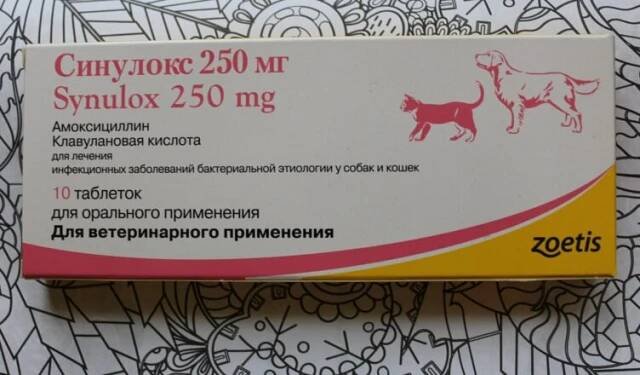 Синулокс 250 мг
Synulox 250 mg
Амоксициллин
Клавулановая кислота
для лечения
инфекционных заболеваний бактериальной этиологии у собак и кошек
10 таблеток
для орального применения
Для ветеринарного применения
zoetis